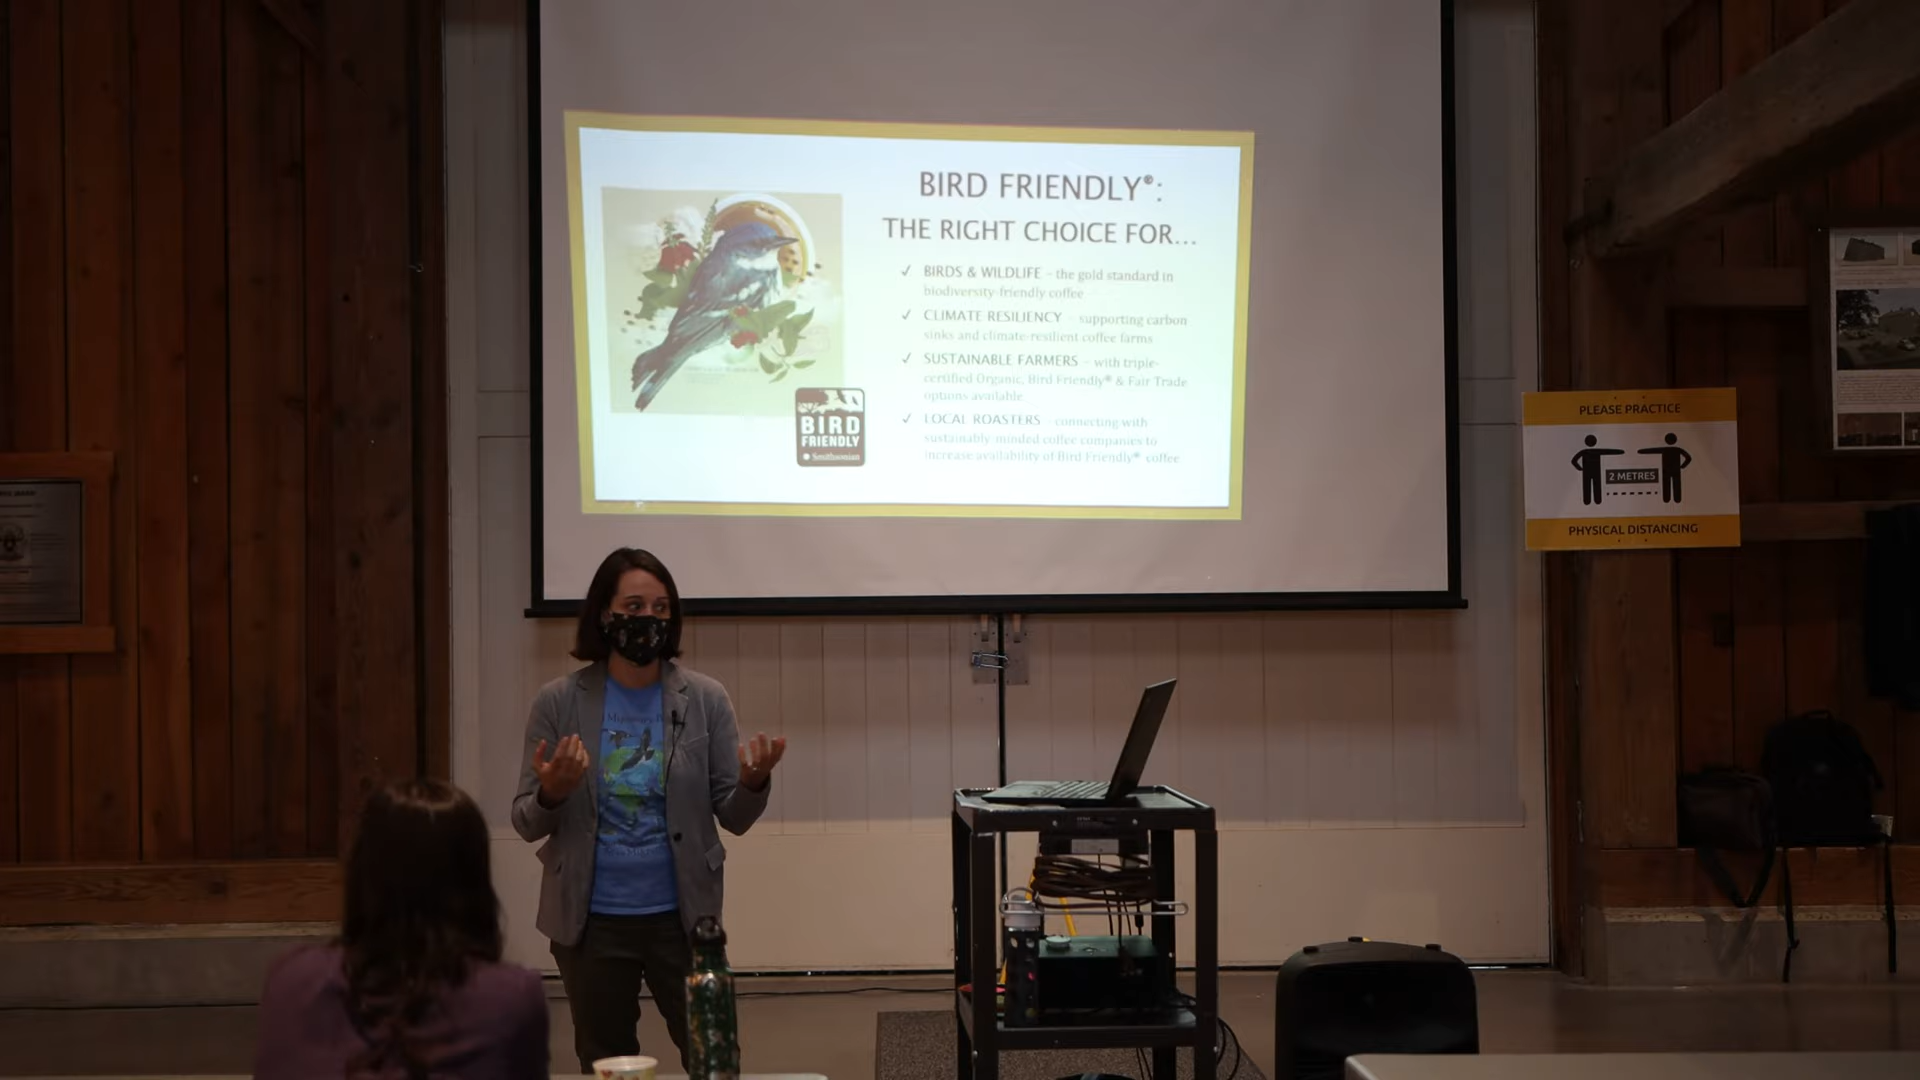 BIRD FRIENDLY®:
THE RIGHT CHOICE FOR...
✓ BIRDS & WILDLIFE – the gold standard in
biodiversity-friendly coffee
✓ CLIMATE RESILIENCY – supporting carbon
sinks and climate-resilient coffee farms
✓ SUSTAINABLE FARMERS – with triple-
certified Organic, Bird Friendly® & Fair Trade
options available
✓ LOCAL ROASTERS – connecting with
sustainably-minded coffee companies to
increase availability of Bird Friendly® coffee
BIRD
FRIENDLY
Smithsonian
PLEASE PRACTICE
2 METRES
PHYSICAL DISTANCING